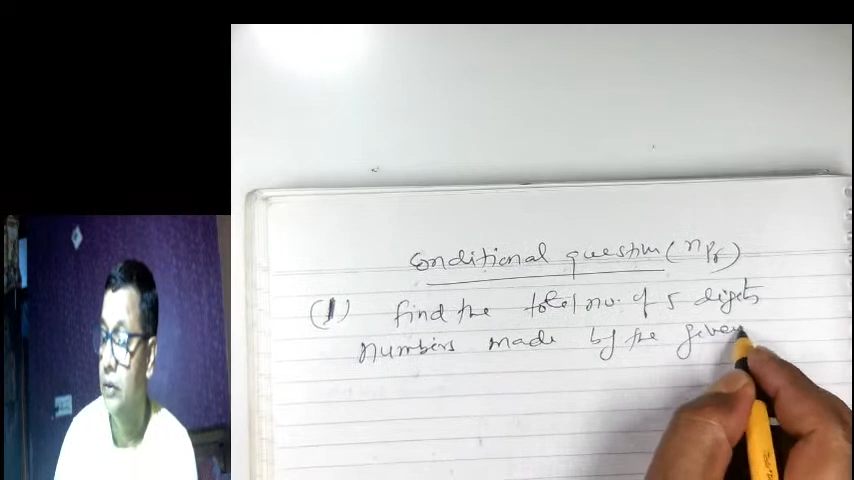 Conditional question (nPr)
(1) find the total no. of 5 digits
numbers made by the given